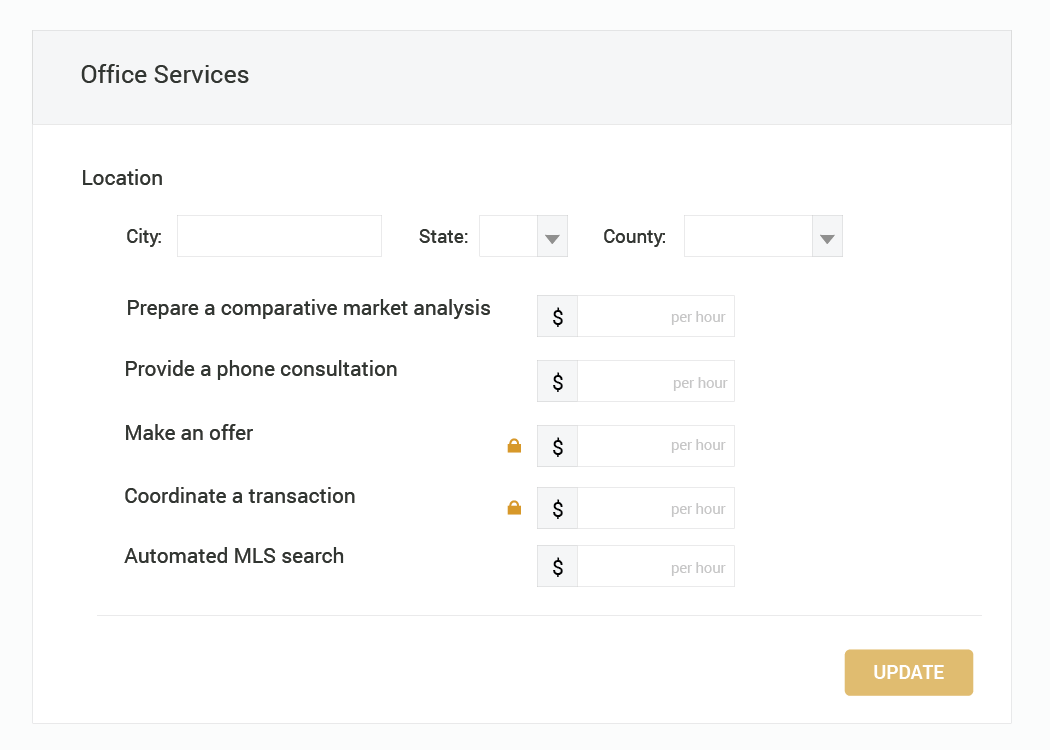 Office Services
Location
City: State: County:
Prepare a comparative market analysis $ per hour
Provide a phone consultation $ per hour
Make an offer $ per hour
Coordinate a transaction $ per hour
Automated MLS search $ per hour
UPDATE